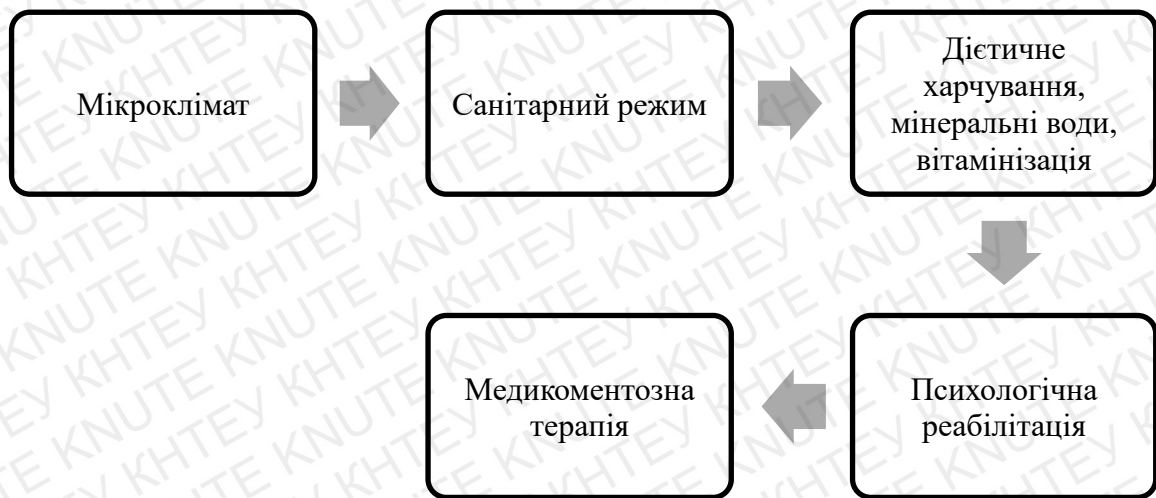 Мікроклімат
Санітарний режим
Дієтичне
харчування,
мінеральні води,
вітамінізація
Медикоментозна
терапія
Психологічна
реабілітація